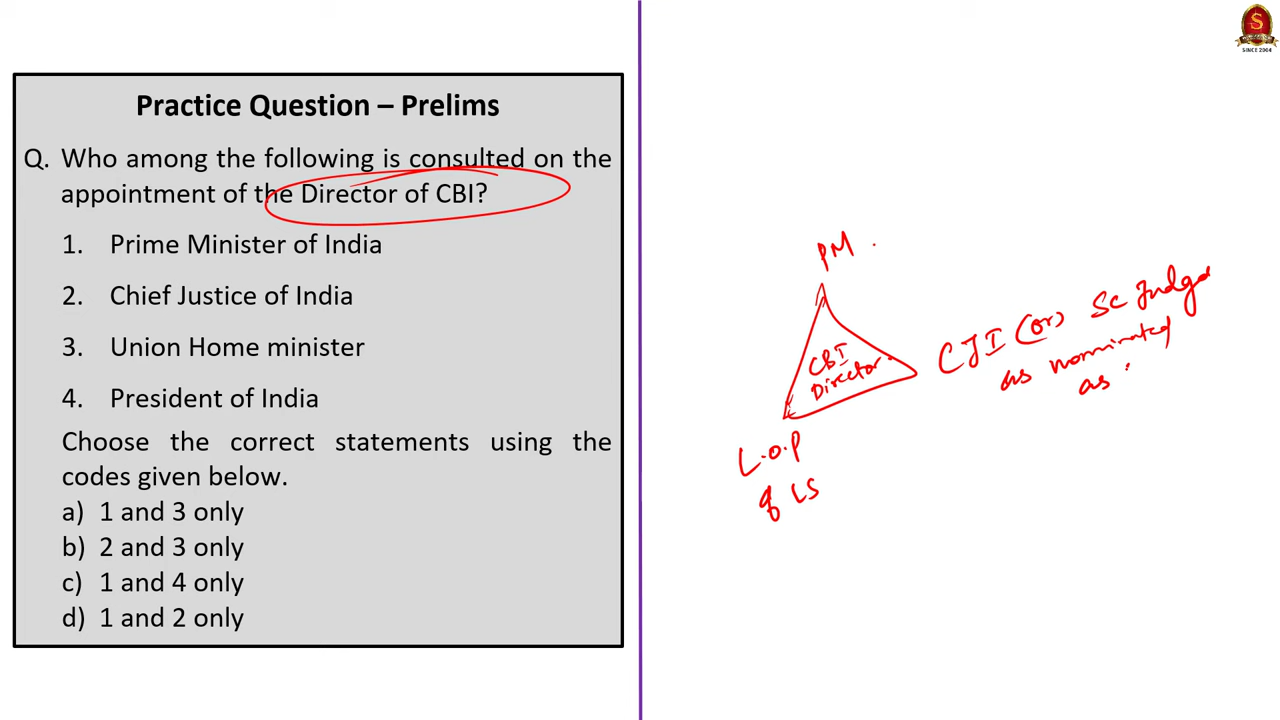 Practice Question – Prelims
Q. Who among the following is consulted on the
appointment of the Director of CBI?
1. Prime Minister of India
2. Chief Justice of India
3. Union Home minister
4. President of India
Choose the correct statements using the
codes given below.
a) 1 and 3 only
b) 2 and 3 only
c) 1 and 4 only
d) 1 and 2 only
S
SINCE 2004
PM
CBI
Director
CJI (or) SC Judge
as nominated
as
L.O.P
of LS